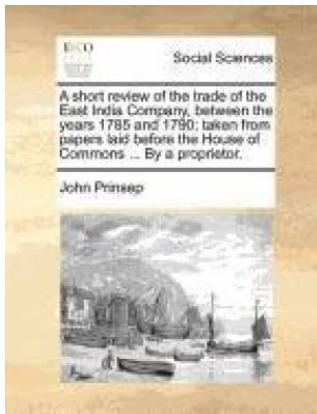 ECCO
Social Sciences
A short review of the trade of the
East India Company, between the
years 1785 and 1790; taken from
papers laid before the House of
Commons ... By a proprietor.
John Prinsep